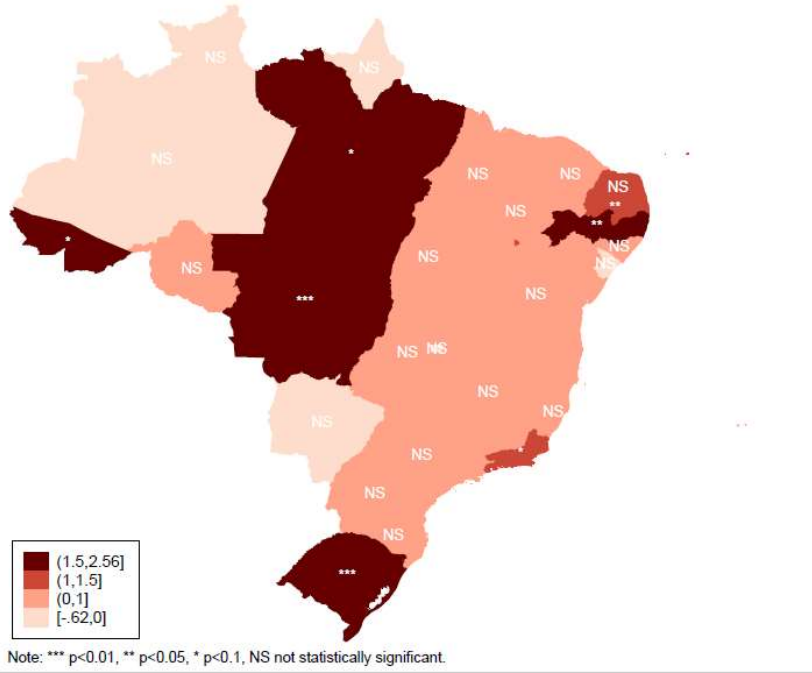 NS
NS
NS
*
NS
NS
NS
NS
**
**
*
NS
NS
NS
NS
NS
***
NS
NS
NS
NS
NS
NS
NS
*
NS
NS
NS
***
(1.5,2.56]
(1,1.5]
(0,1]
[-.62,0]
Note: *** p<0.01, ** p<0.05, * p<0.1, NS not statistically significant.